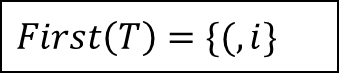 First(T) = {(,i}